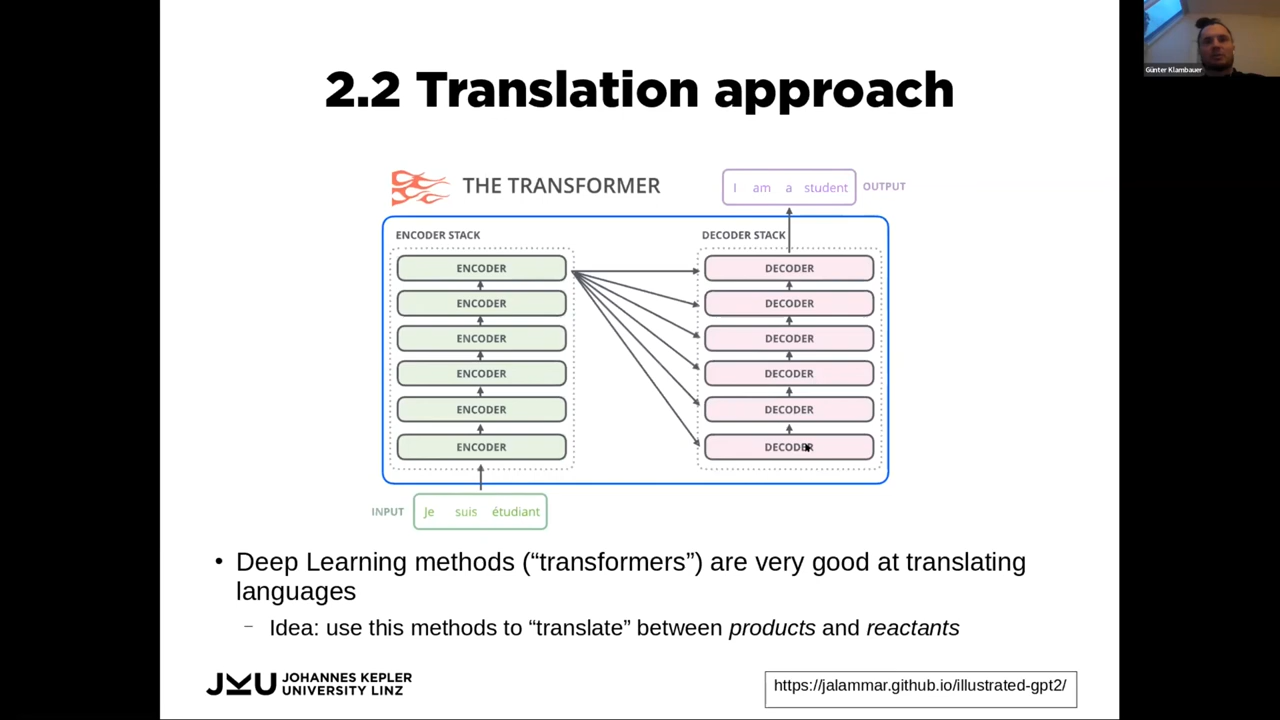 2.2 Translation approach
Günter Klambauer
THE TRANSFORMER
I am a student
OUTPUT
ENCODER STACK
DECODER STACK
ENCODER
DECODER
ENCODER
DECODER
ENCODER
DECODER
ENCODER
DECODER
ENCODER
DECODER
ENCODER
DECODER
INPUT
Je suis étudiant
• Deep Learning methods (“transformers”) are very good at translating
languages
– Idea: use this methods to “translate” between products and reactants
JKU JOHANNES KEPLER
UNIVERSITY LINZ
https://jalammar.github.io/illustrated-gpt2/